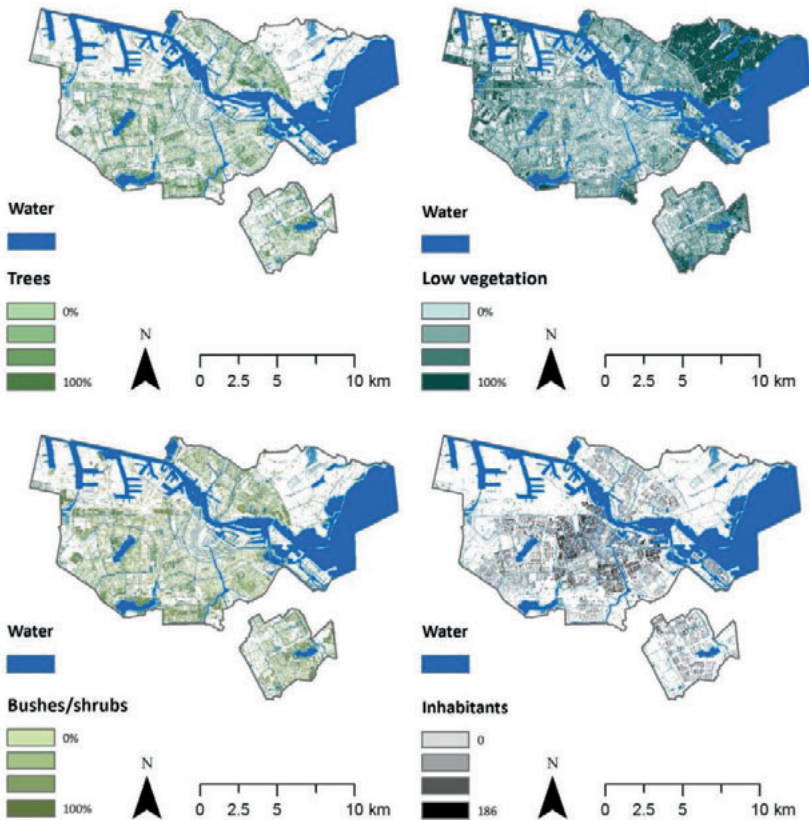 Water
Trees
0%
100%
N
0 2.5 5 10 km
Water
Low vegetation
0%
100%
N
0 2.5 5 10 km
Water
Bushes/shrubs
0%
100%
N
0 2.5 5 10 km
Water
Inhabitants
0
186
N
0 2.5 5 10 km